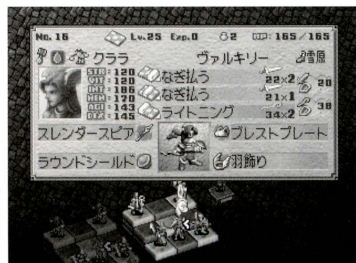 No. 16 Lv.25 Exp.0 2 HP:165/165
クララ ヴァルキリー 雪原
STR:120
VIT:120
INT:186
MEN:170
AGI:143
DEX:145
なぎ払う 22×2 20
なぎ払う 21×1
ライトニング 34×2 38
スレンダースピア ブレストプレート
ラウンドシールド 羽飾り